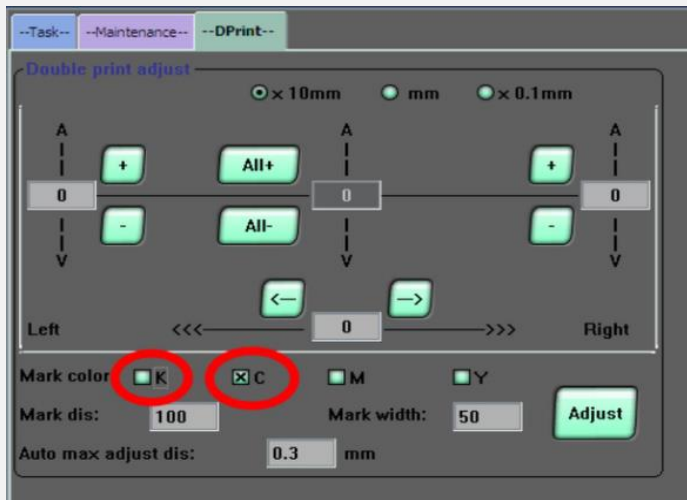 --Task-- --Maintenance-- --DPrint--
Double print adjust
x 10mm mm x 0.1mm
A A A
+ All+ +
0 0 0
- All- -
V V V
<-- -->
Left <<< 0 >>> Right
Mark color K C M Y
Mark dis: 100 Mark width: 50 Adjust
Auto max adjust dis: 0.3 mm